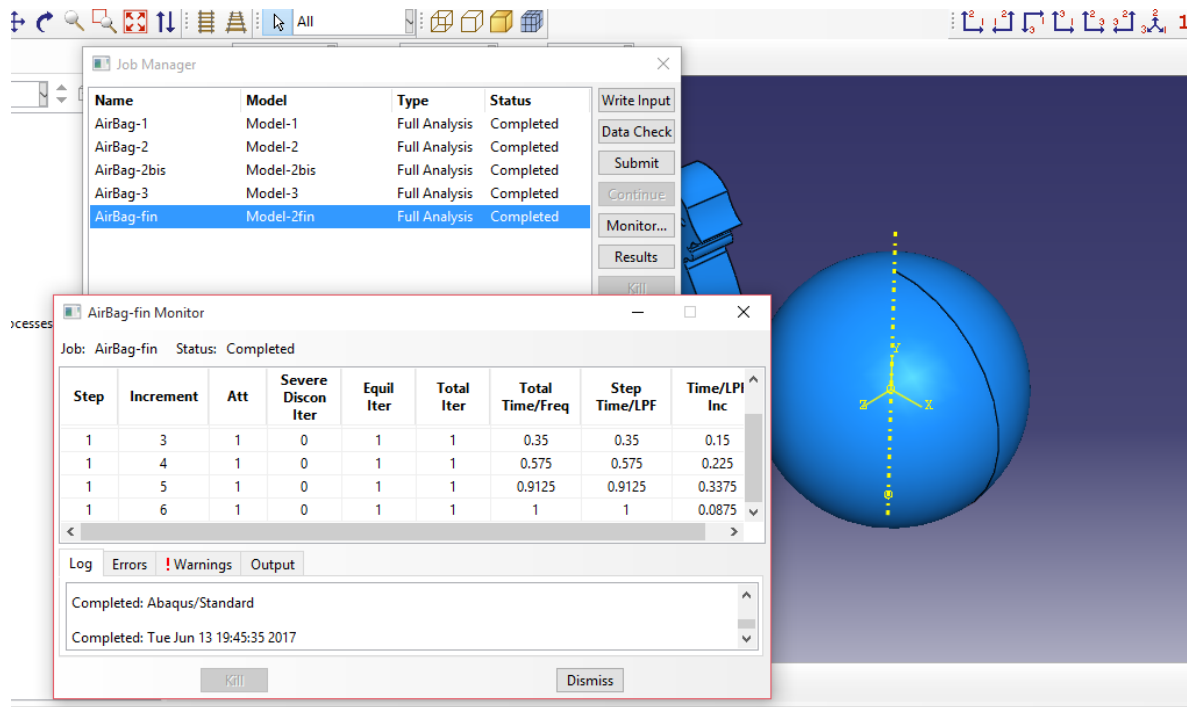 All
Job Manager
Name Model Type Status
AirBag-1 Model-1 Full Analysis Completed
AirBag-2 Model-2 Full Analysis Completed
AirBag-2bis Model-2bis Full Analysis Completed
AirBag-3 Model-3 Full Analysis Completed
AirBag-fin Model-2fin Full Analysis Completed
Write Input
Data Check
Submit
Continue
Monitor...
Results
Kill
ocesses
AirBag-fin Monitor
Job: AirBag-fin Status: Completed
Step Increment Att Severe Discon Iter Equil Iter Total Iter Total Time/Freq Step Time/LPF Time/LPF Inc
1 3 1 0 1 1 0.35 0.35 0.15
1 4 1 0 1 1 0.575 0.575 0.225
1 5 1 0 1 1 0.9125 0.9125 0.3375
1 6 1 0 1 1 1 1 0.0875
Log Errors ! Warnings Output
Completed: Abaqus/Standard
Completed: Tue Jun 13 19:45:35 2017
Kill
Dismiss
Y
Z
X